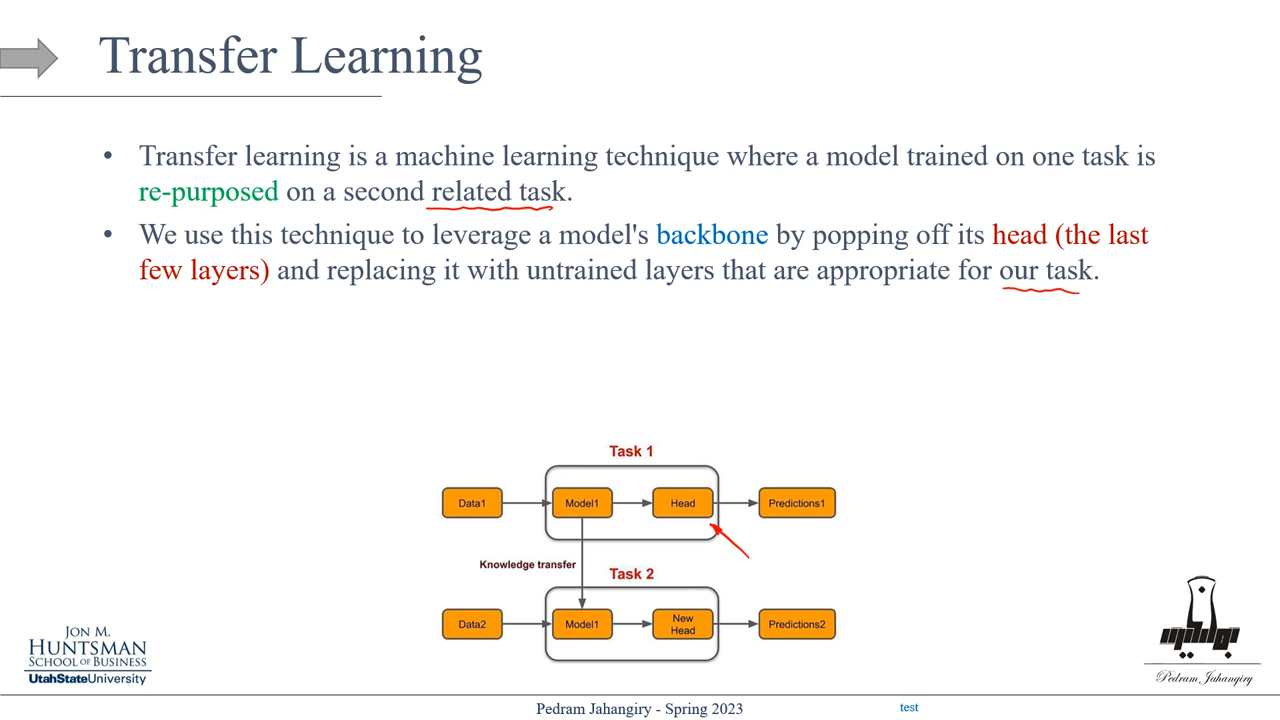 Transfer Learning
• Transfer learning is a machine learning technique where a model trained on one task is
re-purposed on a second related task.
• We use this technique to leverage a model's backbone by popping off its head (the last
few layers) and replacing it with untrained layers that are appropriate for our task.
Task 1
Data1
Model1
Head
Predictions1
Knowledge transfer
Task 2
Data2
Model1
New
Head
Predictions2
JON M.
HUNTSMAN
SCHOOL OF BUSINESS
UtahStateUniversity
Pedram Jahangiry
Pedram Jahangiry - Spring 2023
test